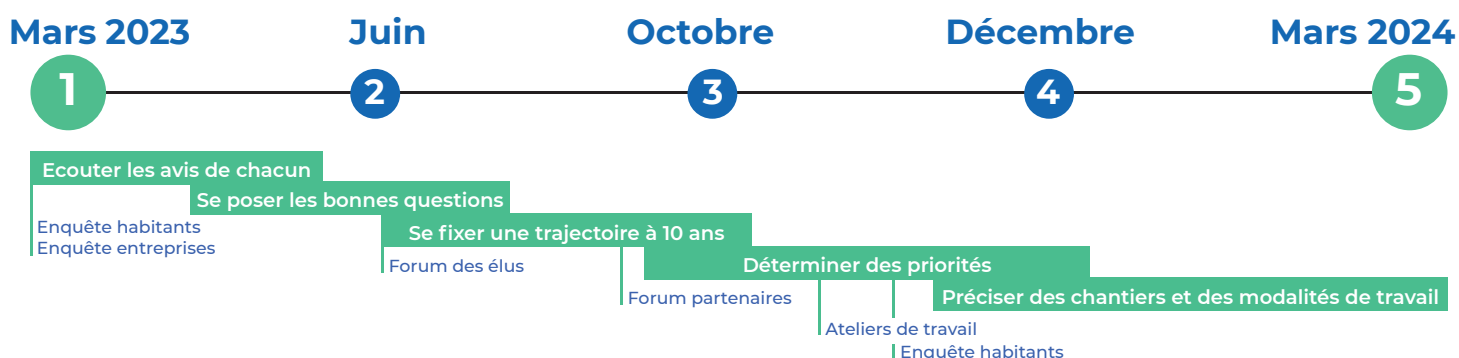 Mars 2023
Juin
Octobre
Décembre
Mars 2024
1
2
3
4
5
Ecouter les avis de chacun
Se poser les bonnes questions
Enquête habitants
Enquête entreprises
Se fixer une trajectoire à 10 ans
Forum des élus
Déterminer des priorités
Forum partenaires
Préciser des chantiers et des modalités de travail
Ateliers de travail
Enquête habitants